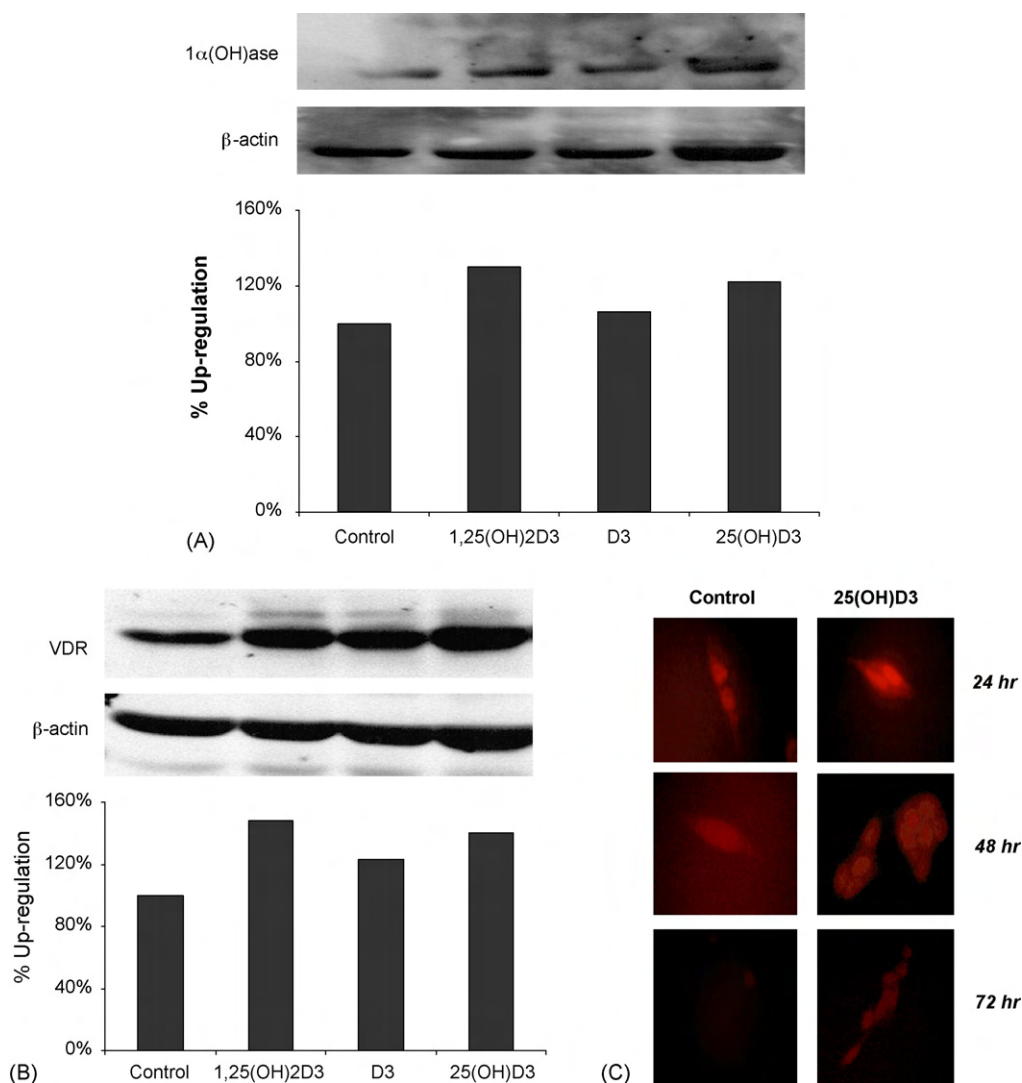 1α(OH)ase
β-actin
160%
120%
80%
40%
0%
% Up-regulation
Control 1,25(OH)2D3 D3 25(OH)D3
(A)
VDR
β-actin
160%
120%
80%
40%
0%
% Up-regulation
Control 1,25(OH)2D3 D3 25(OH)D3
(B)
Control 25(OH)D3
24 hr
48 hr
72 hr
(C)